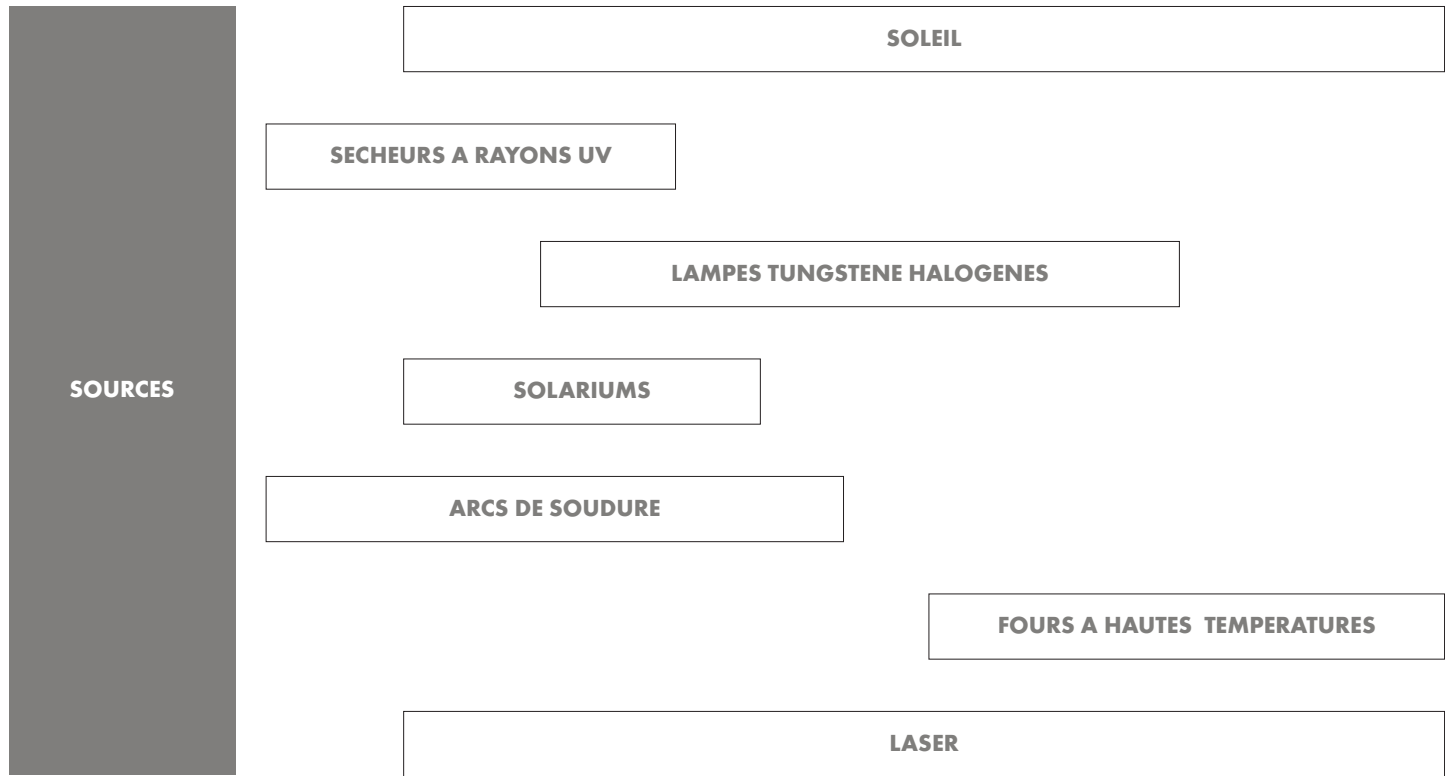 SOLEIL
SECHEURS A RAYONS UV
LAMPES TUNGSTENE HALOGENES
SOURCES
SOLARIUMS
ARCS DE SOUDURE
FOURS A HAUTES TEMPERATURES
LASER